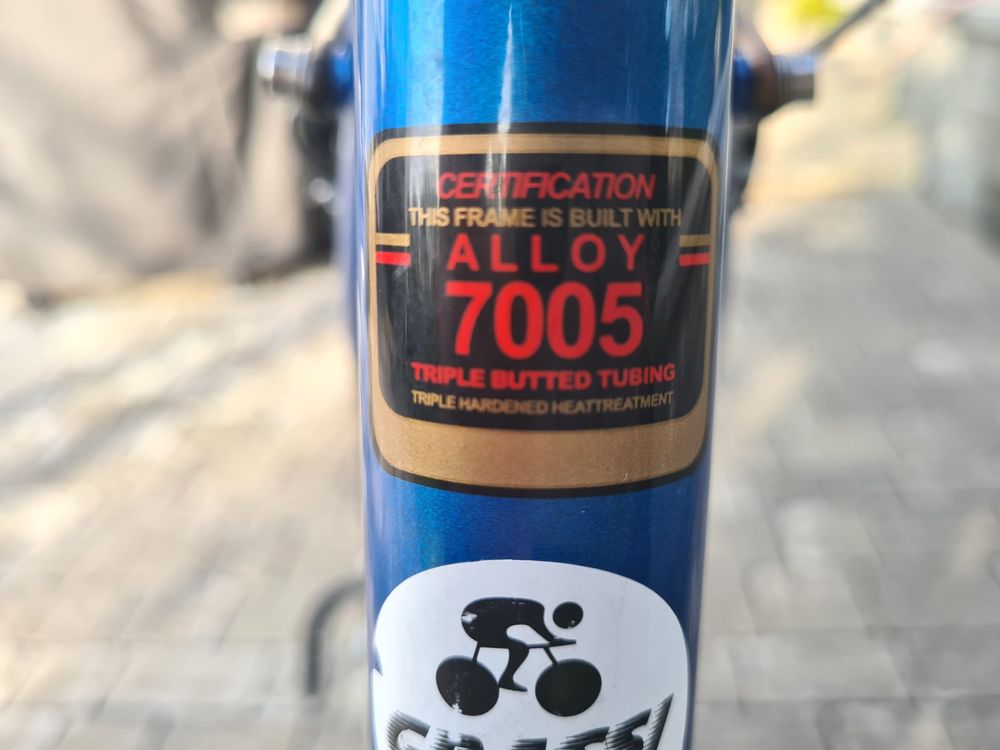 CERTIFICATION
THIS FRAME IS BUILT WITH
ALLOY
7005
TRIPLE BUTTED TUBING
TRIPLE HARDENED HEATTREATMENT